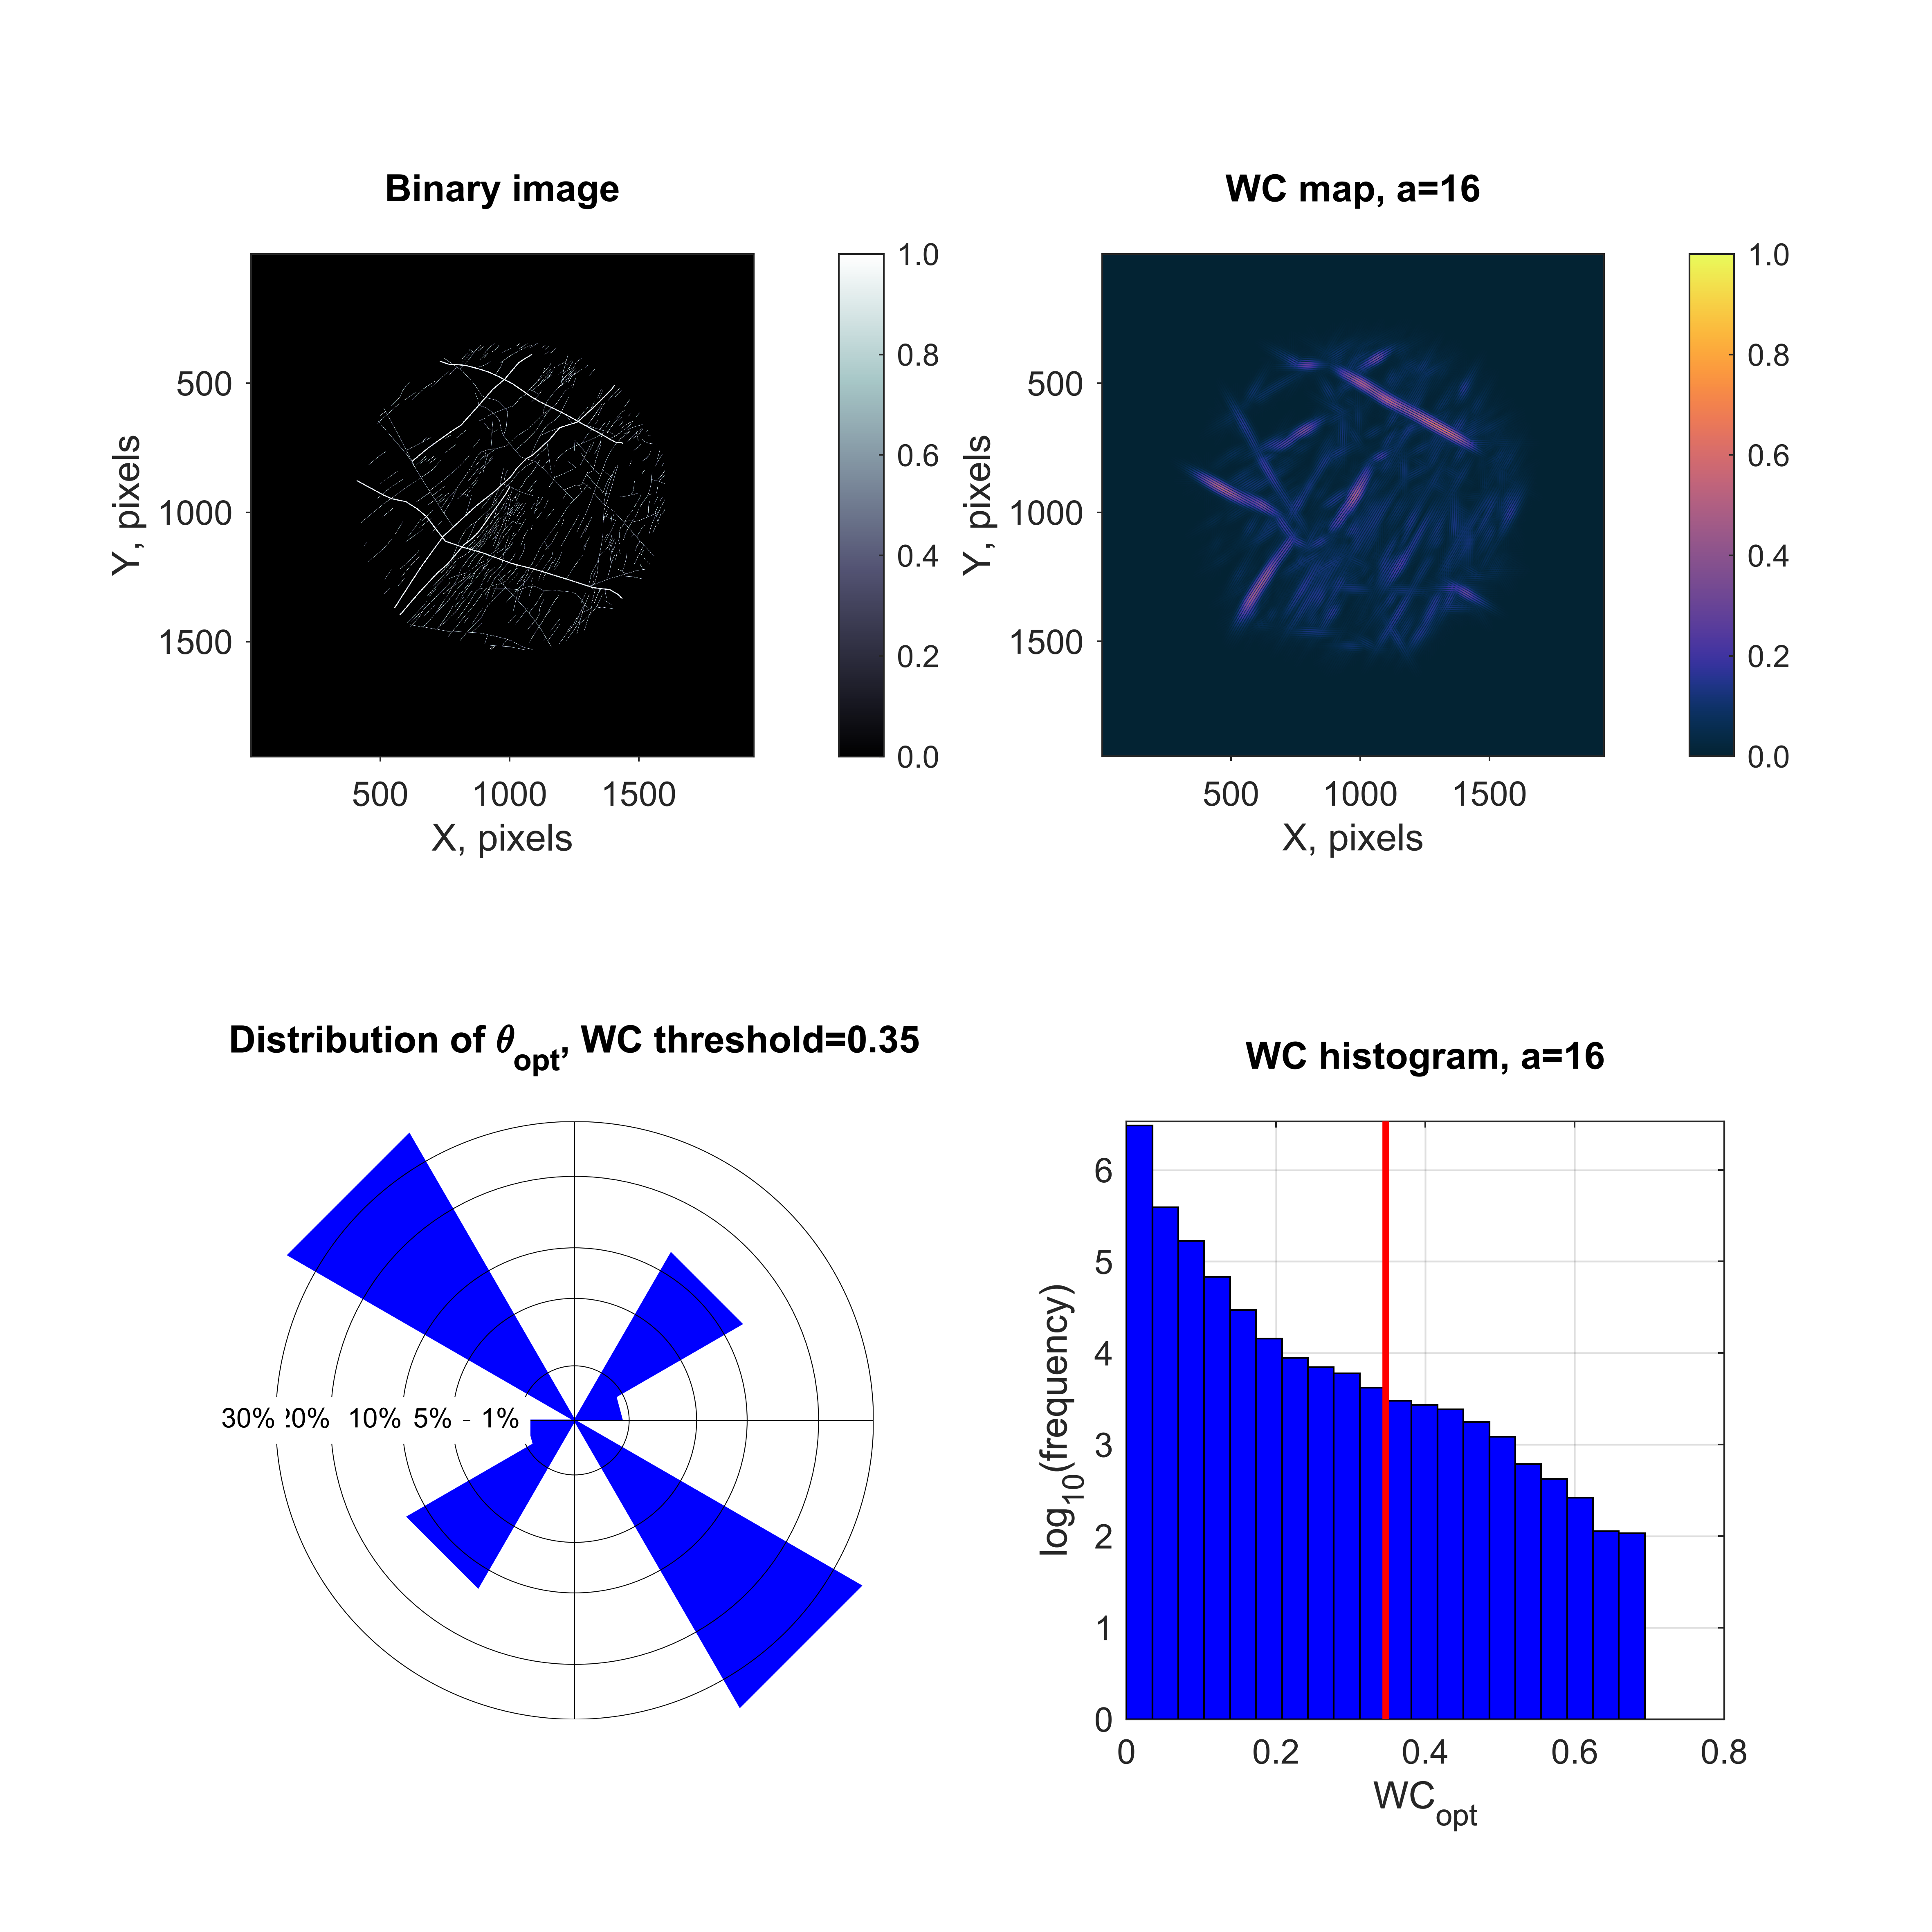 Binary image
WC map, a=16
500
1000
1500
Y, pixels
500 1000 1500
X, pixels
1.0
0.8
0.6
0.4
0.2
0.0
500
1000
1500
Y, pixels
500 1000 1500
X, pixels
1.0
0.8
0.6
0.4
0.2
0.0
Distribution of θopt, WC threshold=0.35
30% 20% 10% 5% 1%
WC histogram, a=16
6
5
4
3
2
1
0
log10(frequency)
0 0.2 0.4 0.6 0.8
WCopt